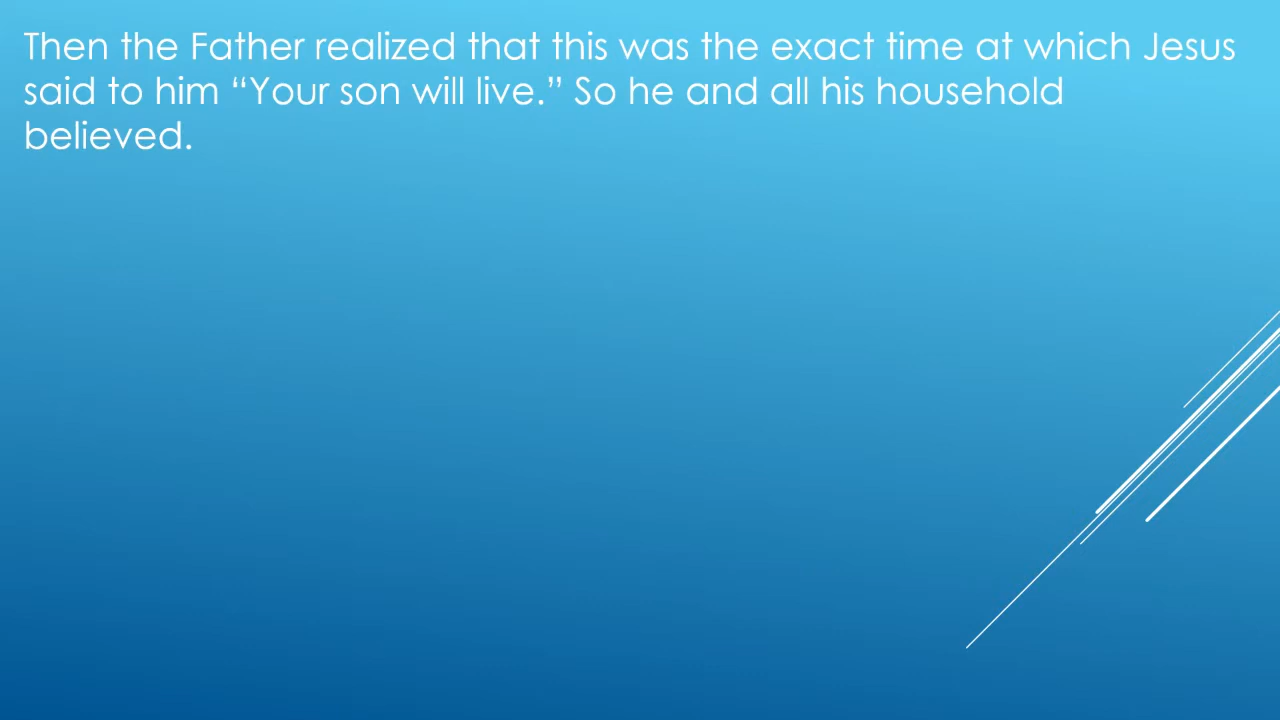 Then the Father realized that this was the exact time at which Jesus
said to him “Your son will live.” So he and all his household
believed.